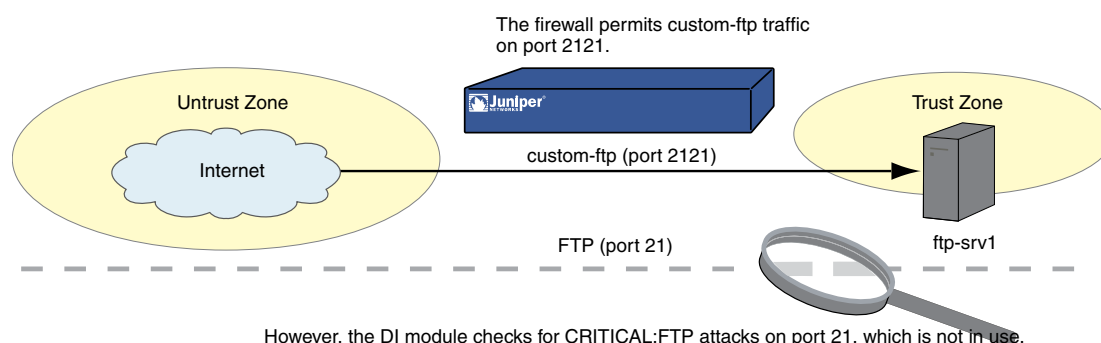 The firewall permits custom-ftp traffic
on port 2121.
Untrust Zone
Juniper®
NETWORKS
Trust Zone
custom-ftp (port 2121)
Internet
FTP (port 21)
ftp-srv1
However, the DI module checks for CRITICAL:FTP attacks on port 21, which is not in use.